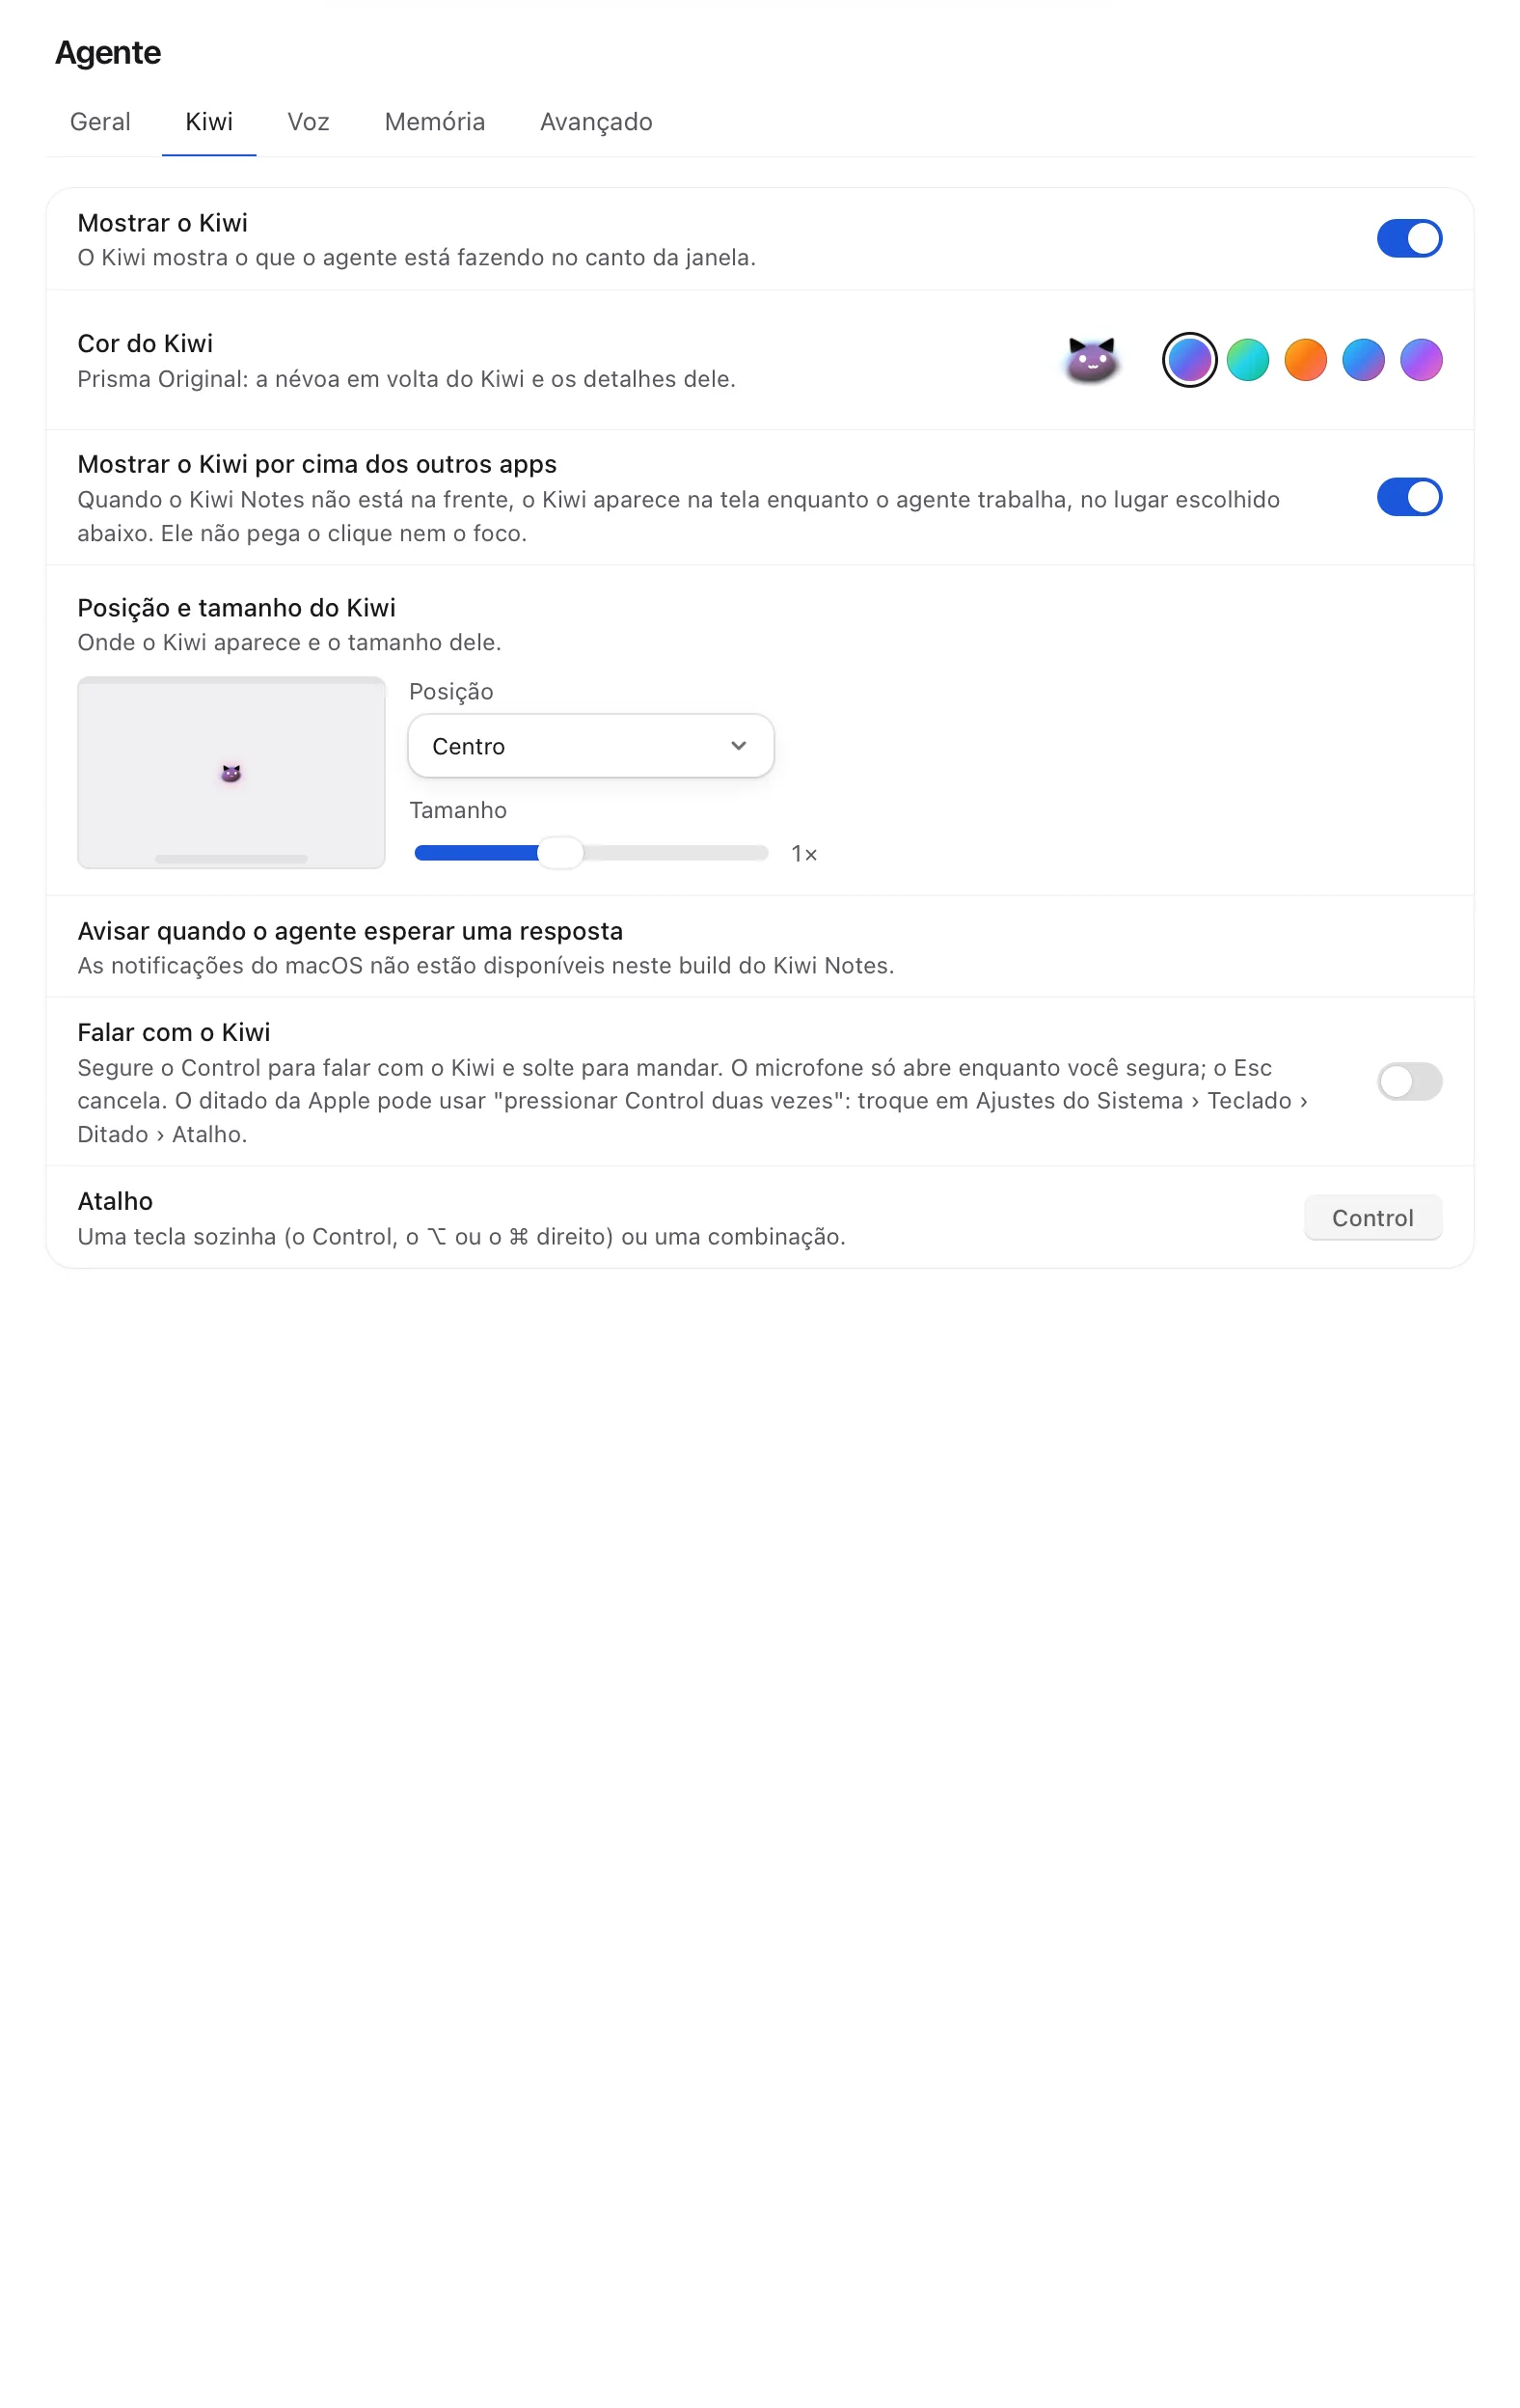 Agente
Geral Kiwi Voz Memória Avançado
Mostrar o Kiwi
O Kiwi mostra o que o agente está fazendo no canto da janela.
Cor do Kiwi
Prisma Original: a névoa em volta do Kiwi e os detalhes dele.
Mostrar o Kiwi por cima dos outros apps
Quando o Kiwi Notes não está na frente, o Kiwi aparece na tela enquanto o agente trabalha, no lugar escolhido
abaixo. Ele não pega o clique nem o foco.
Posição e tamanho do Kiwi
Onde o Kiwi aparece e o tamanho dele.
Posição
Centro
Tamanho
1×
Avisar quando o agente esperar uma resposta
As notificações do macOS não estão disponíveis neste build do Kiwi Notes.
Falar com o Kiwi
Segure o Control para falar com o Kiwi e solte para mandar. O microfone só abre enquanto você segura; o Esc
cancela. O ditado da Apple pode usar "pressionar Control duas vezes": troque em Ajustes do Sistema › Teclado ›
Ditado › Atalho.
Atalho
Uma tecla sozinha (o Control, o ⌥ ou o ⌘ direito) ou uma combinação.
Control